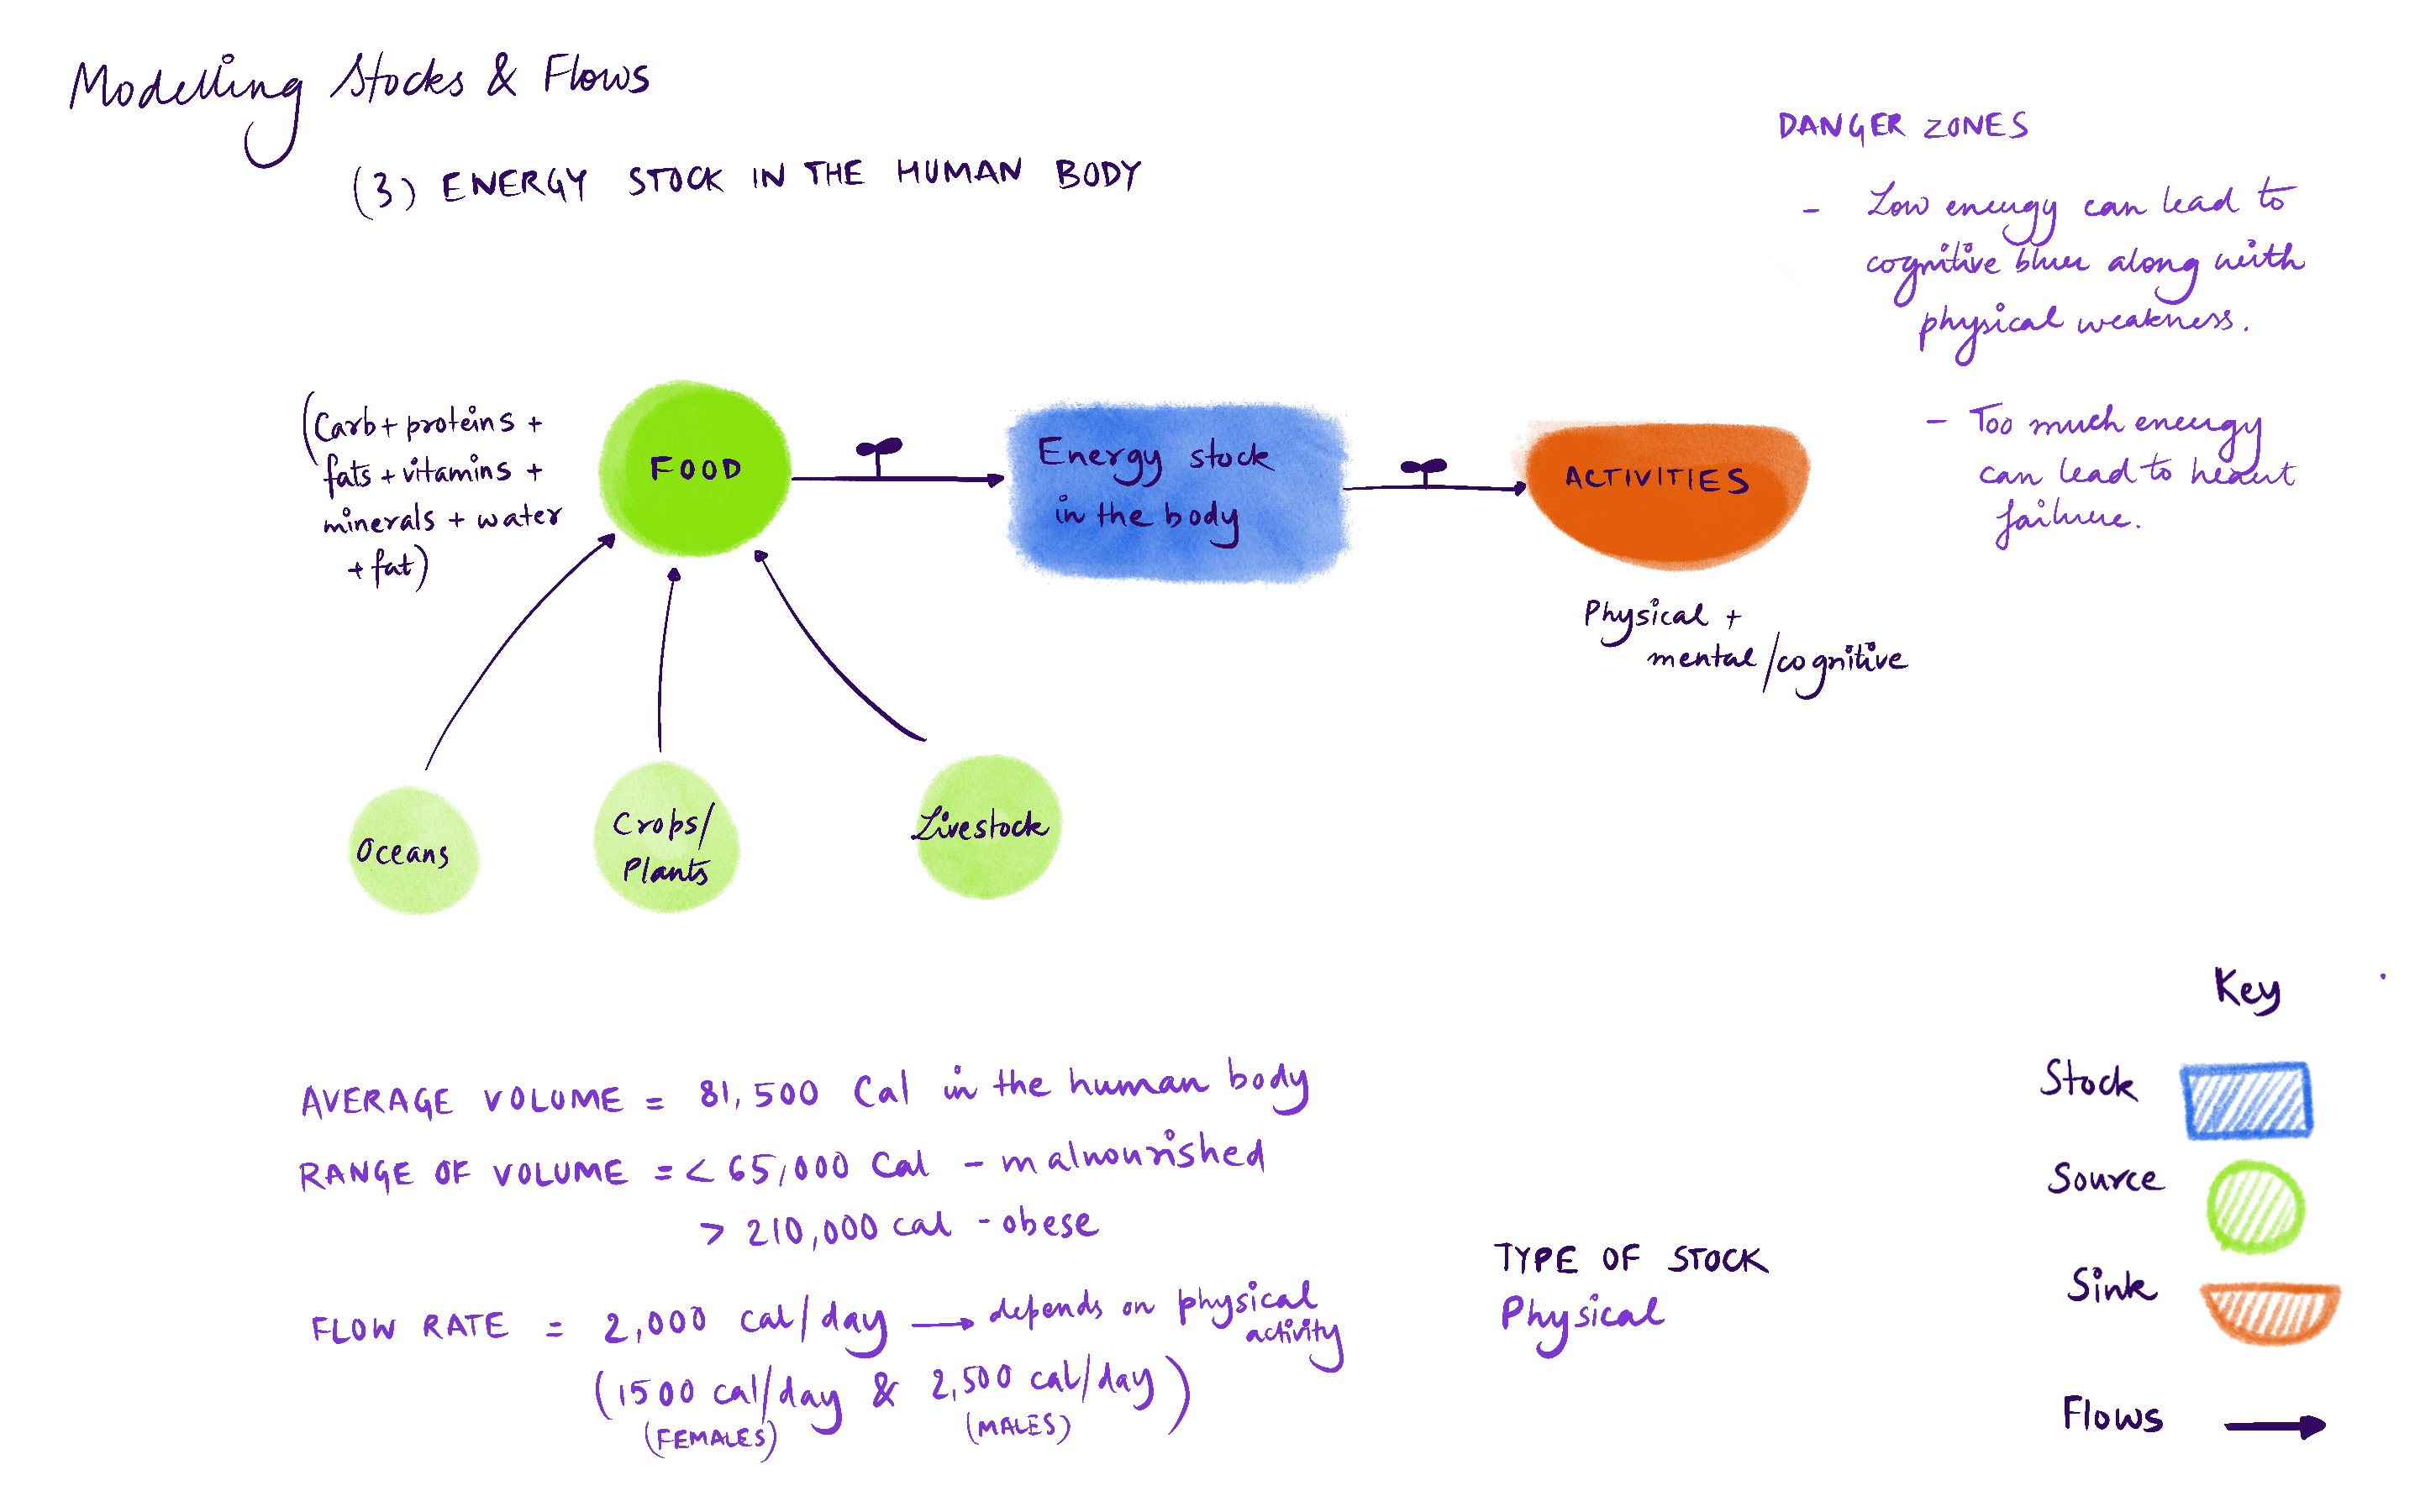 Modelling Stocks & Flows
(3) ENERGY STOCK IN THE HUMAN BODY
DANGER ZONES
- Low energy can lead to
cognitive blur along with
physical weakness.
- Too much energy
can lead to heart
failure.
(Carb + proteins +
fats + vitamins +
minerals + water
+ fat)
FOOD
Energy stock
in the body
ACTIVITIES
Physical +
mental/cognitive
Oceans
Crops/
Plants
Livestock
AVERAGE VOLUME = 81,500 Cal in the human body
RANGE OF VOLUME = < 65,000 Cal - malnourished
> 210,000 cal - obese
FLOW RATE = 2,000 cal/day → depends on physical
activity
(1500 cal/day & 2,500 cal/day)
(FEMALES) (MALES)
TYPE OF STOCK
Physical
Key
Stock
Source
Sink
Flows